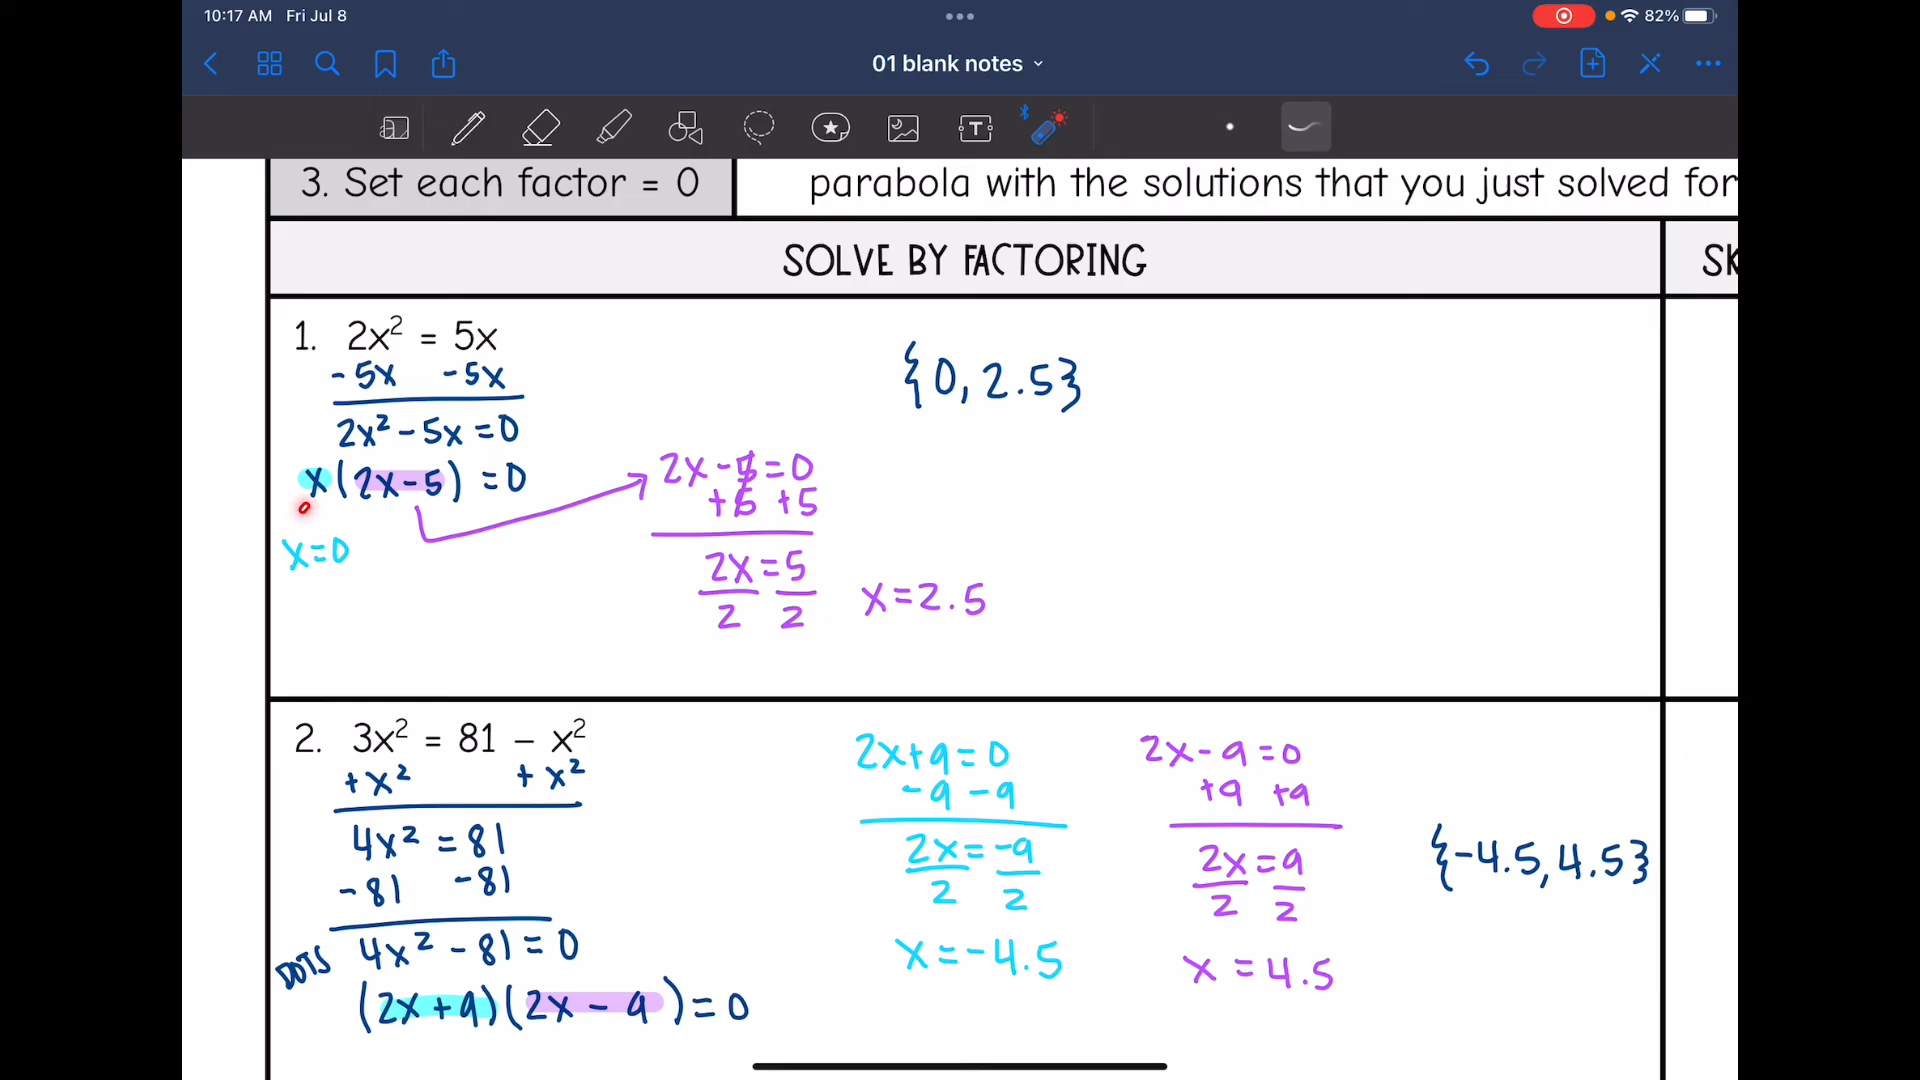 10:17 AM Fri Jul 8
82%
01 blank notes
3. Set each factor = 0
parabola with the solutions that you just solved for
SOLVE BY FACTORING
SK
1. 2x² = 5x
-5x -5x
2x² - 5x = 0
x(2x-5) = 0
x=0
2x-5=0
+5 +5
2x=5
2 2
x=2.5
{0, 2.5}
2. 3x² = 81 – x²
+x² +x²
4x² = 81
-81 -81
DOTS 4x² - 81 = 0
(2x+9)(2x-9)=0
2x+9=0
-9 -9
2x=-9
2 2
x=-4.5
2x-9=0
+9 +9
2x=9
2 2
x=4.5
{-4.5, 4.5}